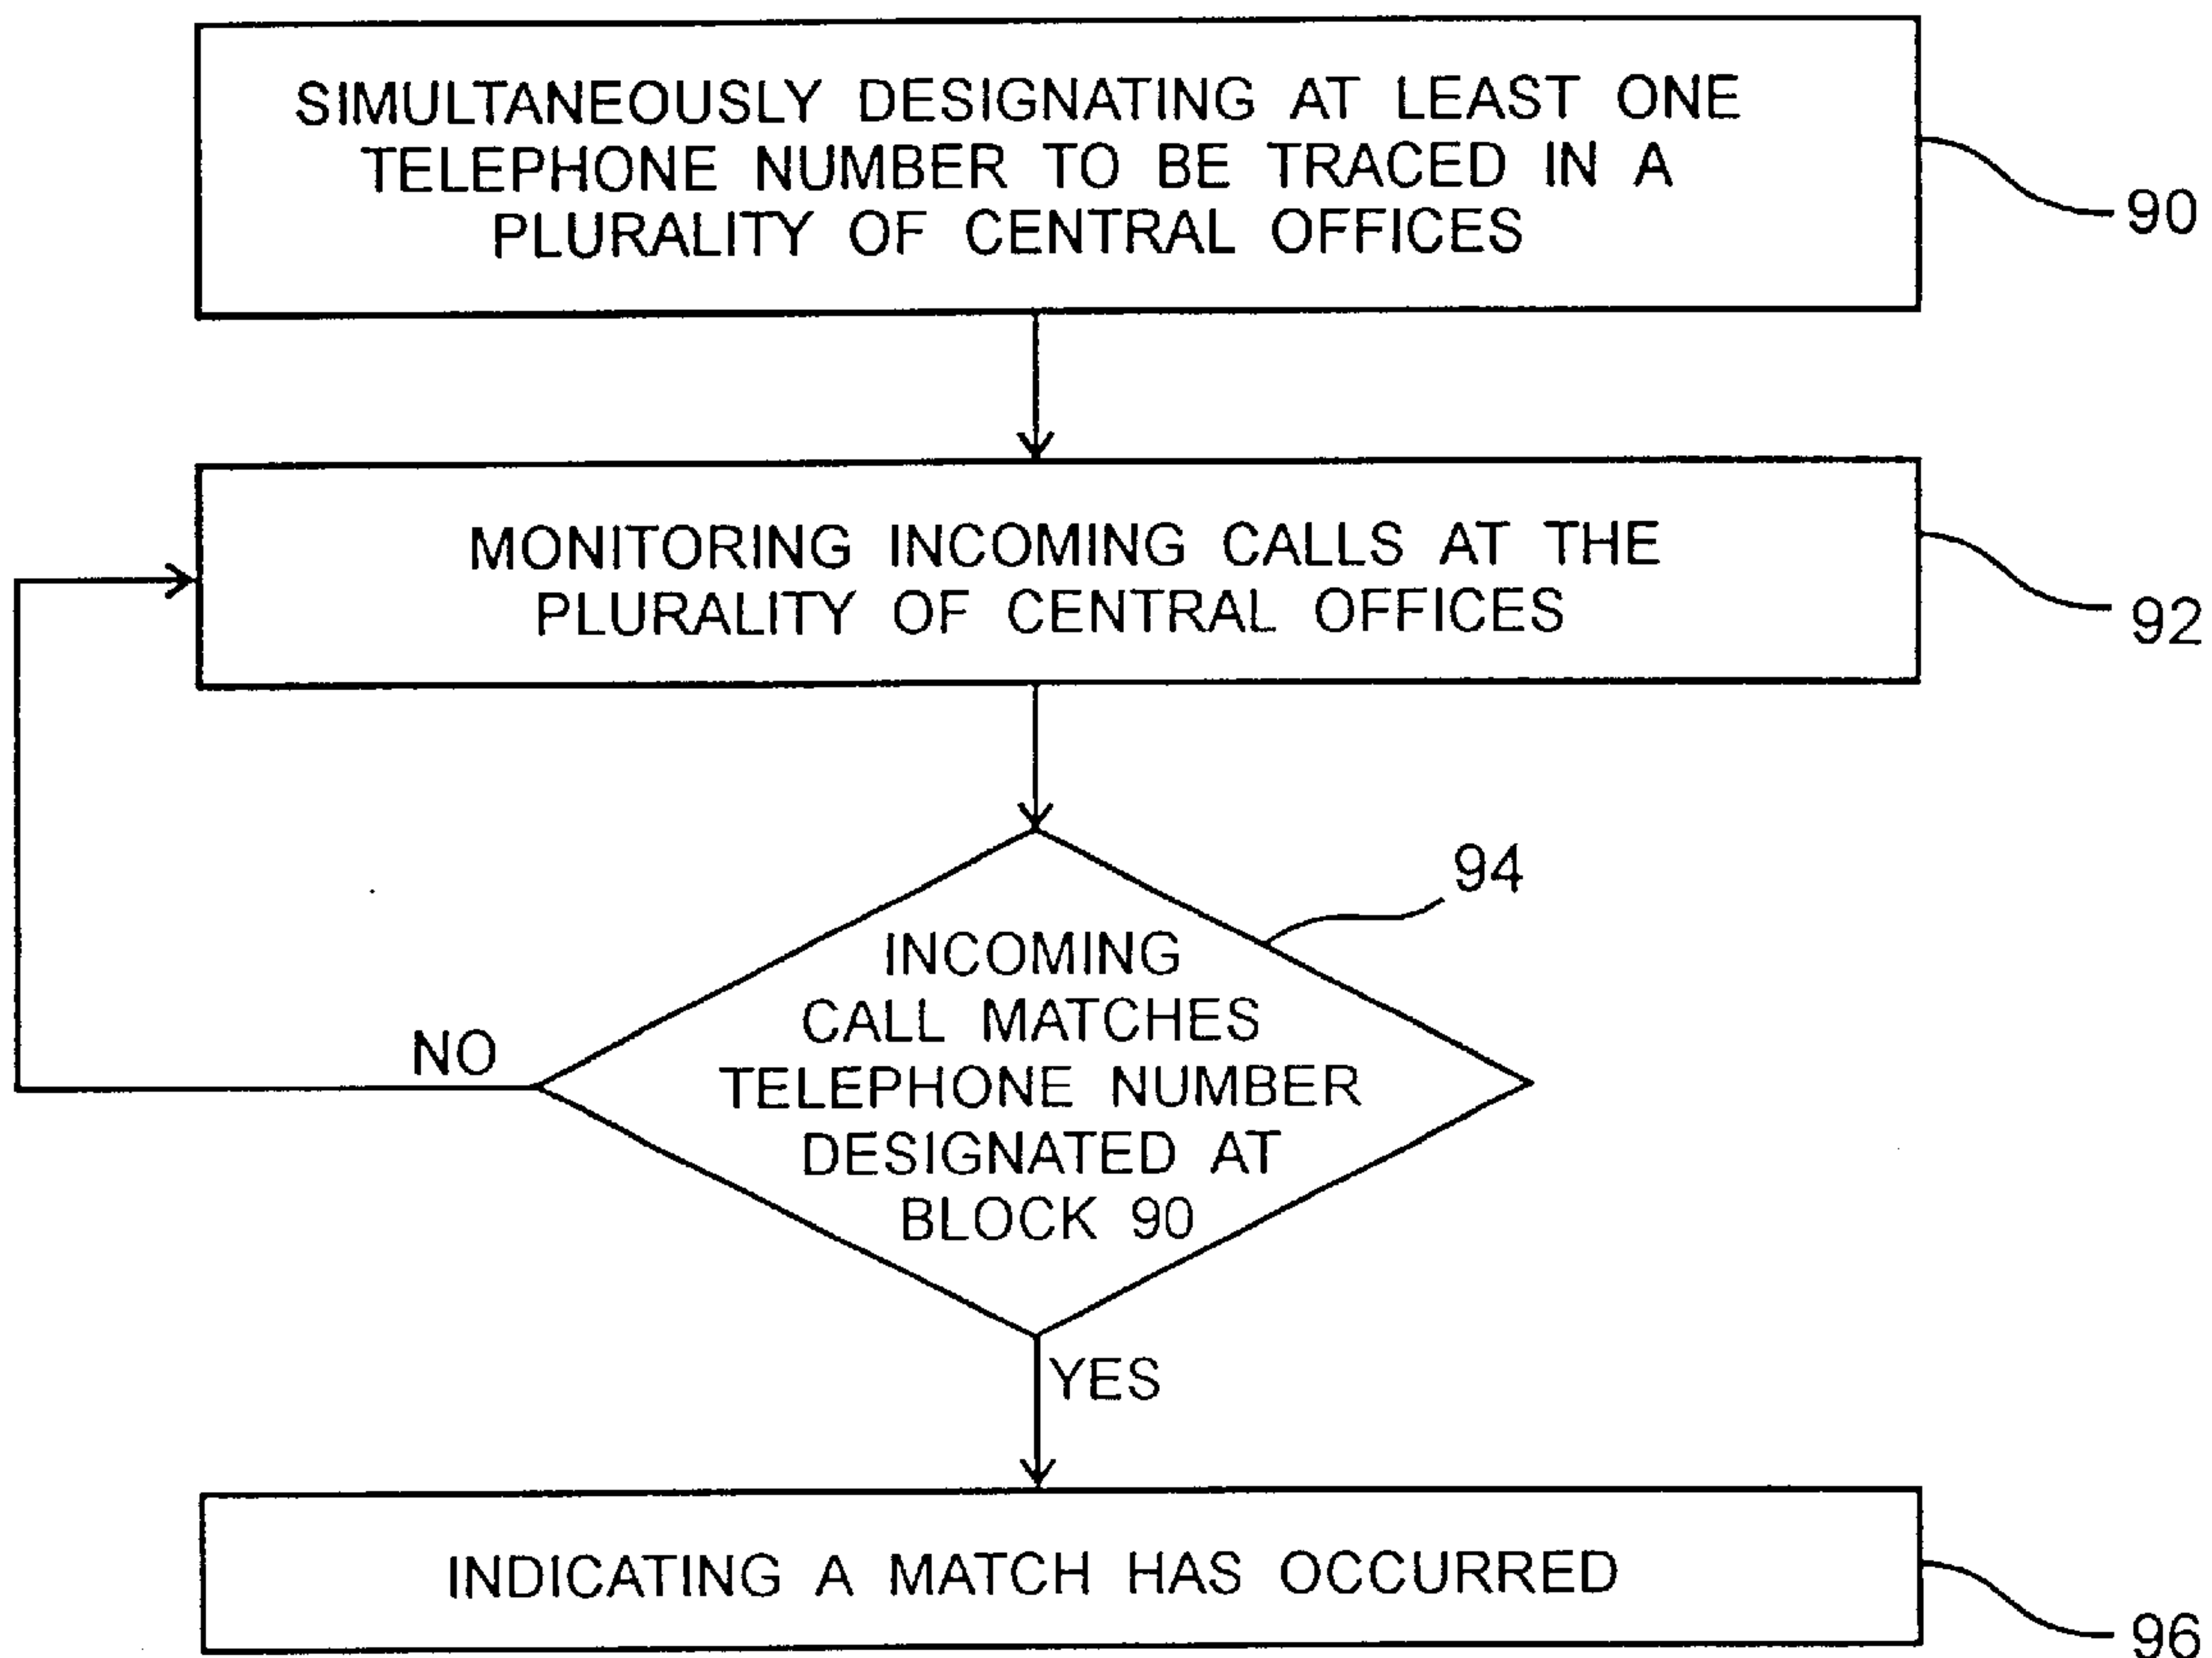 SIMULTANEOUSLY DESIGNATING AT LEAST ONE
TELEPHONE NUMBER TO BE TRACED IN A
PLURALITY OF CENTRAL OFFICES
90
MONITORING INCOMING CALLS AT THE
PLURALITY OF CENTRAL OFFICES
92
94
INCOMING
CALL MATCHES
TELEPHONE NUMBER
DESIGNATED AT
BLOCK 90
NO
YES
INDICATING A MATCH HAS OCCURRED
96